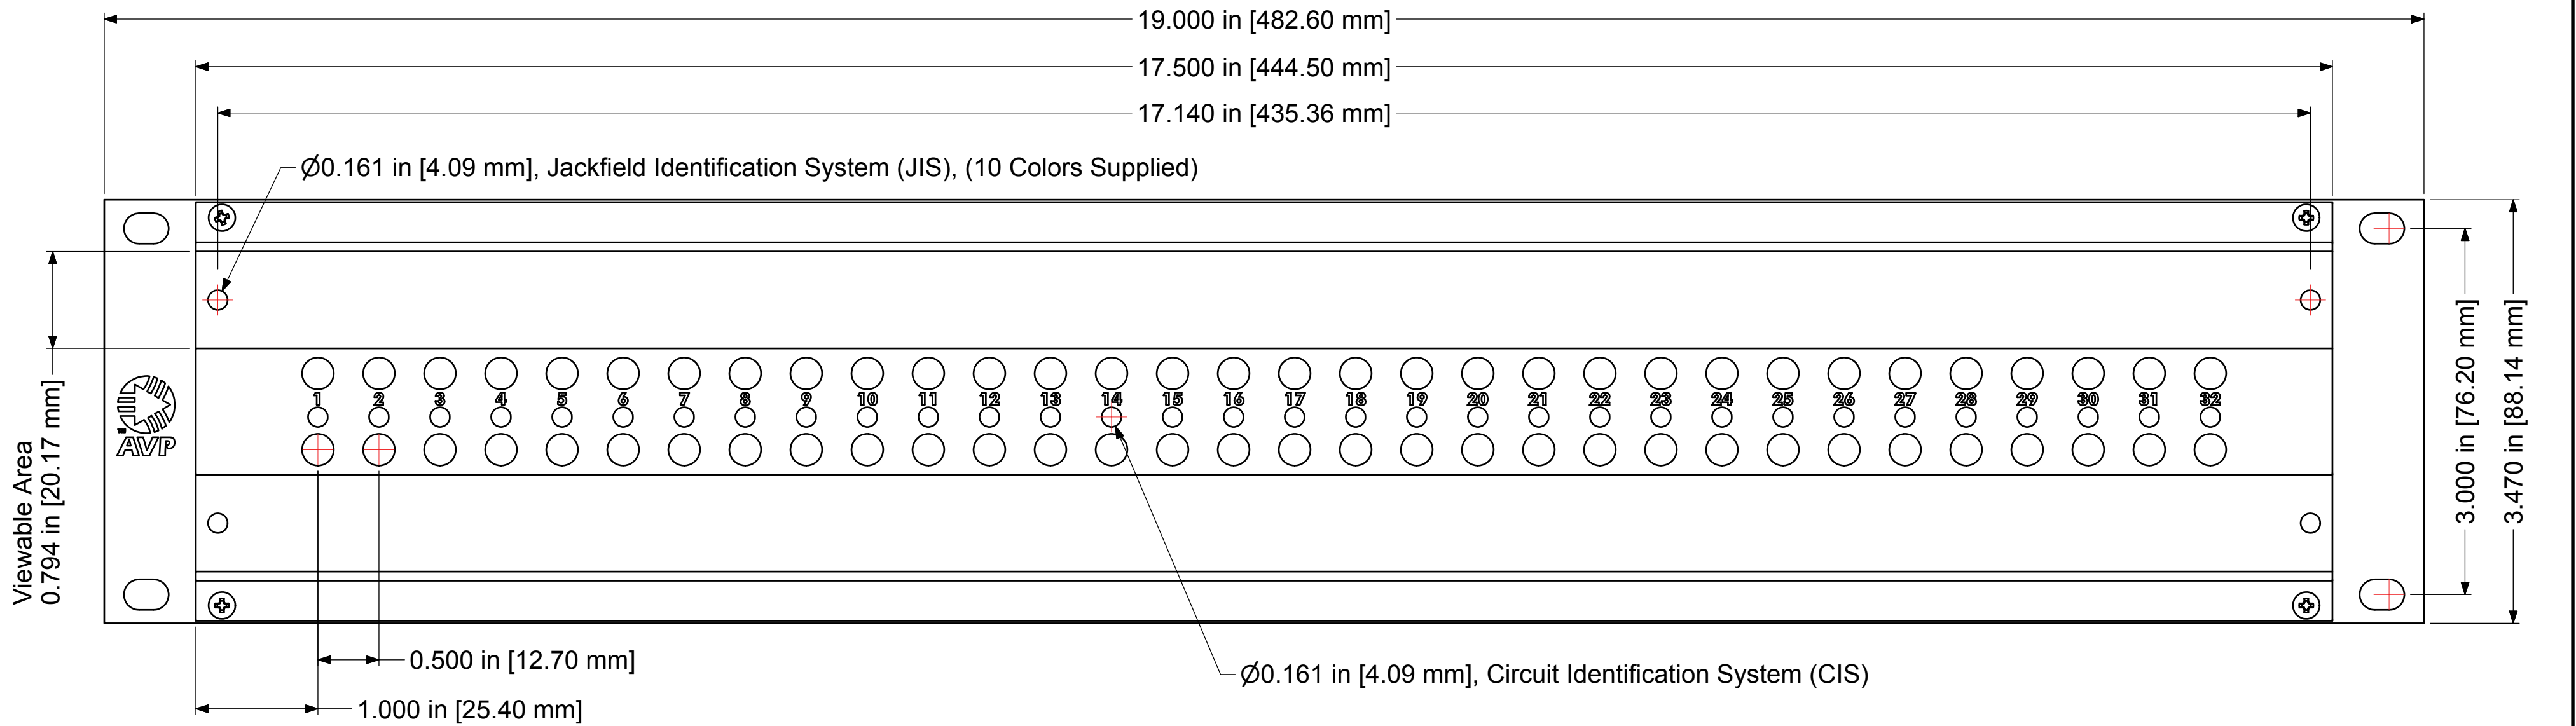 19.000 in [482.60 mm]
17.500 in [444.50 mm]
17.140 in [435.36 mm]
Ø0.161 in [4.09 mm], Jackfield Identification System (JIS), (10 Colors Supplied)
Viewable Area
0.794 in [20.17 mm]
™
AVP
1 2 3 4 5 6 7 8 9 10 11 12 13 14 15 16 17 18 19 20 21 22 23 24 25 26 27 28 29 30 31 32
3.000 in [76.20 mm]
3.470 in [88.14 mm]
0.500 in [12.70 mm]
Ø0.161 in [4.09 mm], Circuit Identification System (CIS)
1.000 in [25.40 mm]